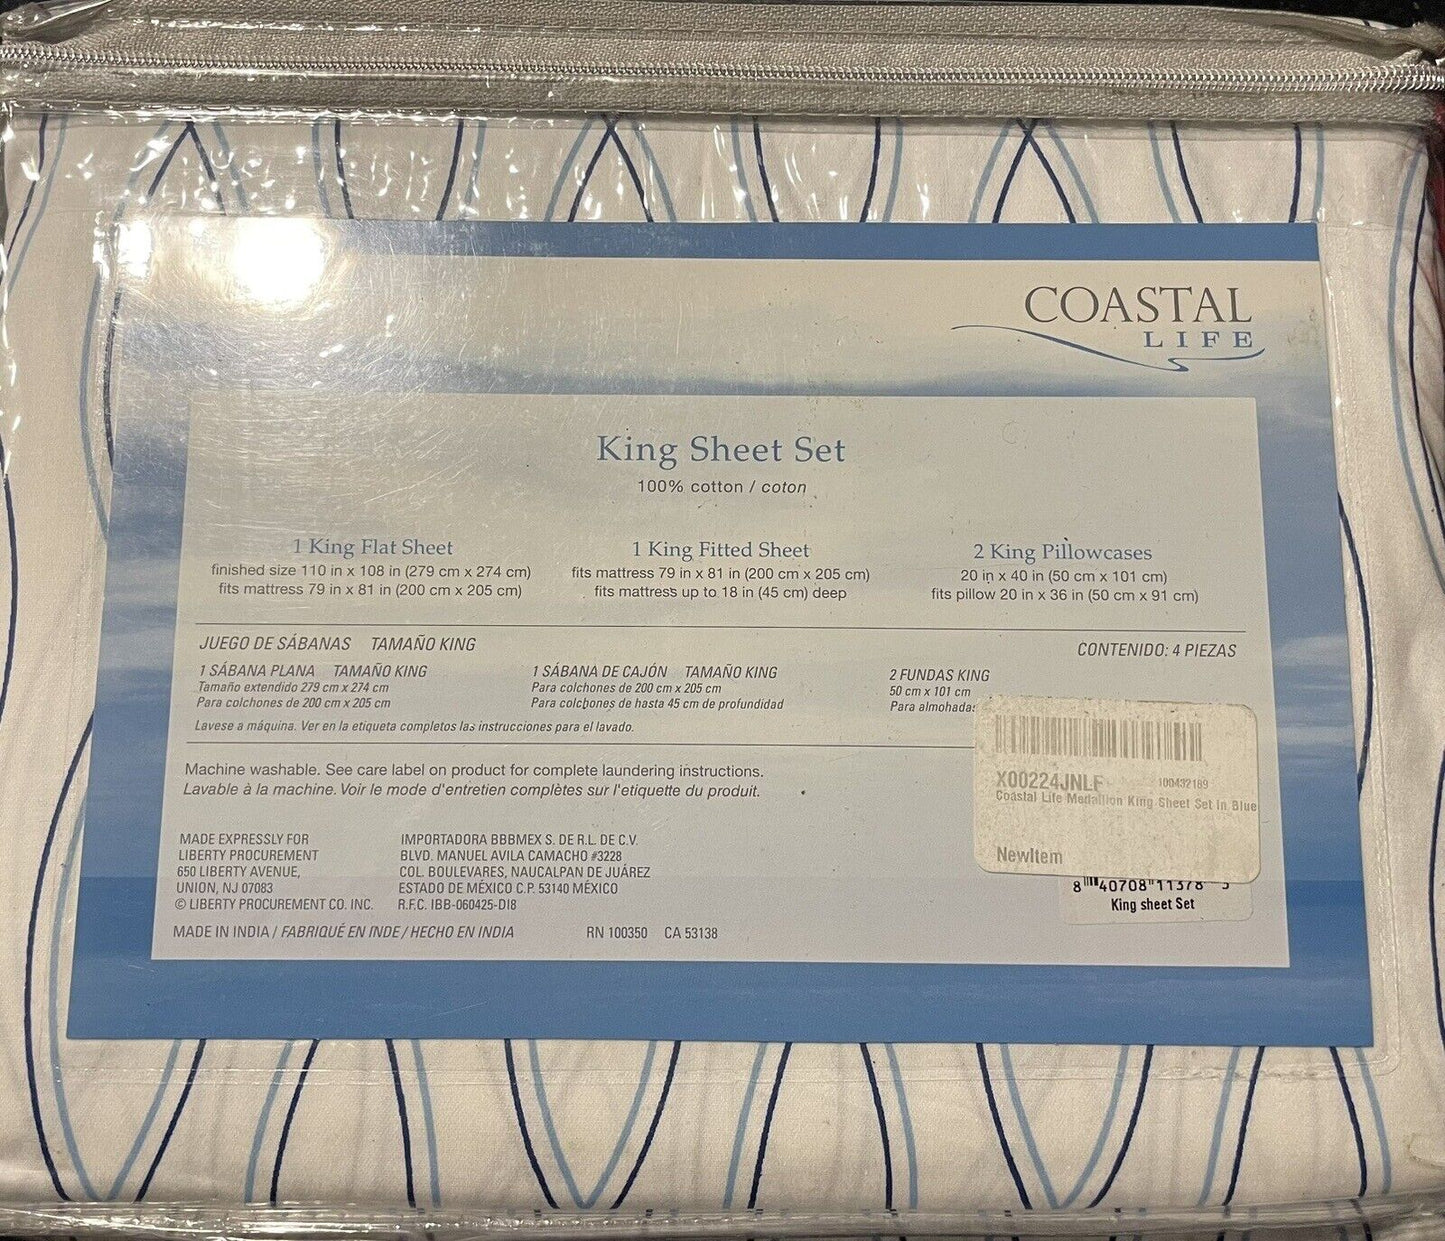 COASTAL
LIFE
King Sheet Set
100% cotton / coton
1 King Flat Sheet
finished size 110 in x 108 in (279 cm x 274 cm)
fits mattress 79 in x 81 in (200 cm x 205 cm)
1 King Fitted Sheet
fits mattress 79 in x 81 in (200 cm x 205 cm)
fits mattress up to 18 in (45 cm) deep
2 King Pillowcases
20 in x 40 in (50 cm x 101 cm)
fits pillow 20 in x 36 in (50 cm x 91 cm)
JUEGO DE SÁBANAS TAMAÑO KING
CONTENIDO: 4 PIEZAS
1 SÁBANA PLANA TAMAÑO KING
Tamaño extendido 279 cm x 274 cm
Para colchones de 200 cm x 205 cm
1 SÁBANA DE CAJÓN TAMAÑO KING
Para colchones de 200 cm x 205 cm
Para colchones de hasta 45 cm de profundidad
2 FUNDAS KING
50 cm x 101 cm
Para almohadas
Lavese a máquina. Ver en la etiqueta completos las instrucciones para el lavado.
Machine washable. See care label on product for complete laundering instructions.
Lavable à la machine. Voir le mode d'entretien complètes sur l'etiquette du produit.
MADE EXPRESSLY FOR
LIBERTY PROCUREMENT
650 LIBERTY AVENUE,
UNION, NJ 07083
© LIBERTY PROCUREMENT CO. INC.
IMPORTADORA BBBMEX S. DE R.L. DE C.V.
BLVD. MANUEL AVILA CAMACHO #3228
COL. BOULEVARES, NAUCALPAN DE JUÁREZ
ESTADO DE MÉXICO C.P. 53140 MÉXICO
R.F.C. IBB-060425-DI8
MADE IN INDIA / FABRIQUÉ EN INDE / HECHO EN INDIA
RN 100350 CA 53138
X00224JNLF
100432189
Coastal Life Medallion King Sheet Set in Blue
NewItem
8 40708 11378
King sheet Set